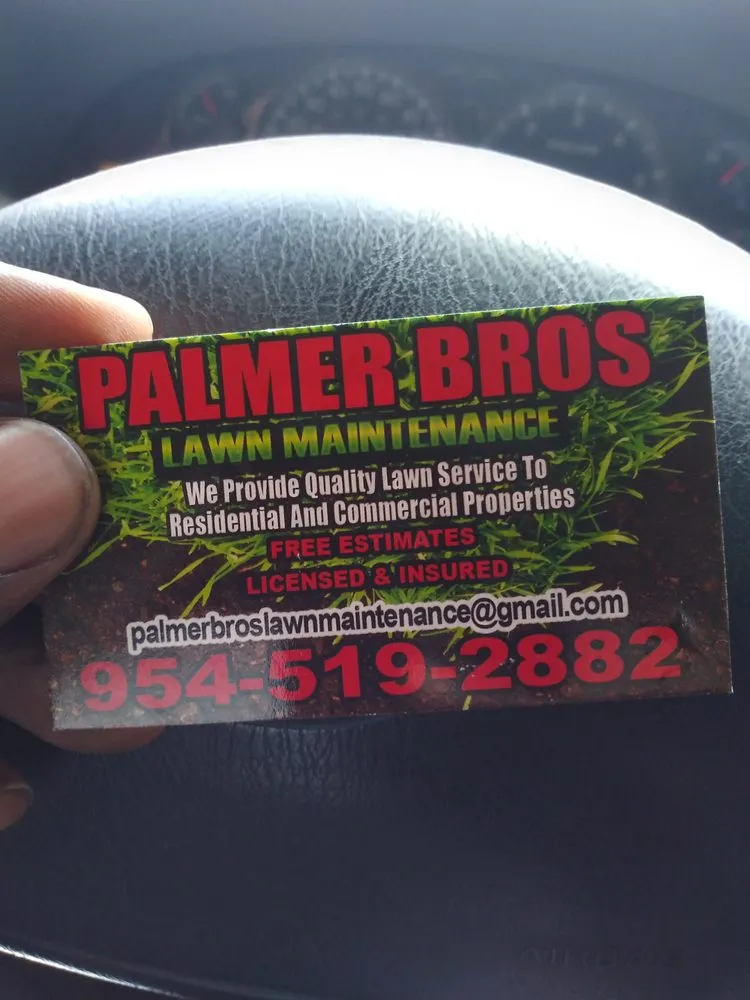 PALMER BROS
LAWN MAINTENANCE
We Provide Quality Lawn Service To
Residential And Commercial Properties
FREE ESTIMATES
LICENSED & INSURED
palmerbroslawnmaintenance@gmail.com
954-519-2882